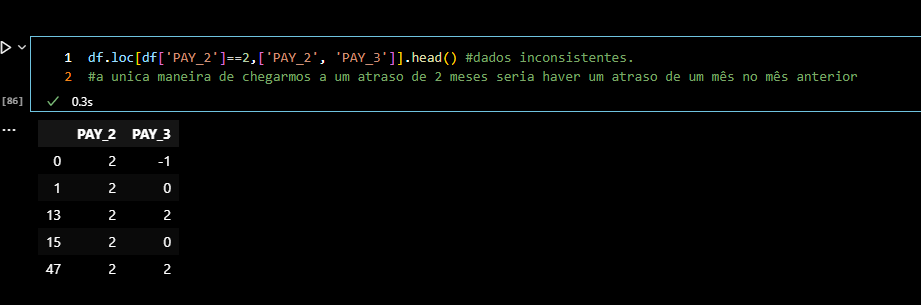 1 df.loc[df['PAY_2']==2,['PAY_2', 'PAY_3']].head() #dados inconsistentes.
2 #a unica maneira de chegarmos a um atraso de 2 meses seria haver um atraso de um mês no mês anterior
[86] ✓ 0.3s
...
PAY_2 PAY_3
0 2 -1
1 2 0
13 2 2
15 2 0
47 2 2